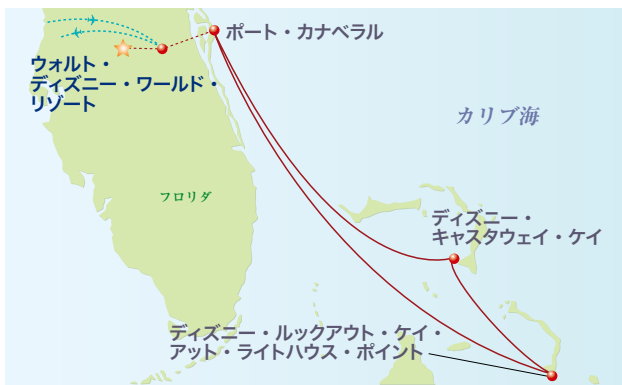 ポート・カナベラル
ウォルト・
ディズニー・ワールド・
リゾート
カリブ海
フロリダ
ディズニー・
キャスタウェイ・ケイ
ディズニー・ルックアウト・ケイ・
アット・ライトハウス・ポイント